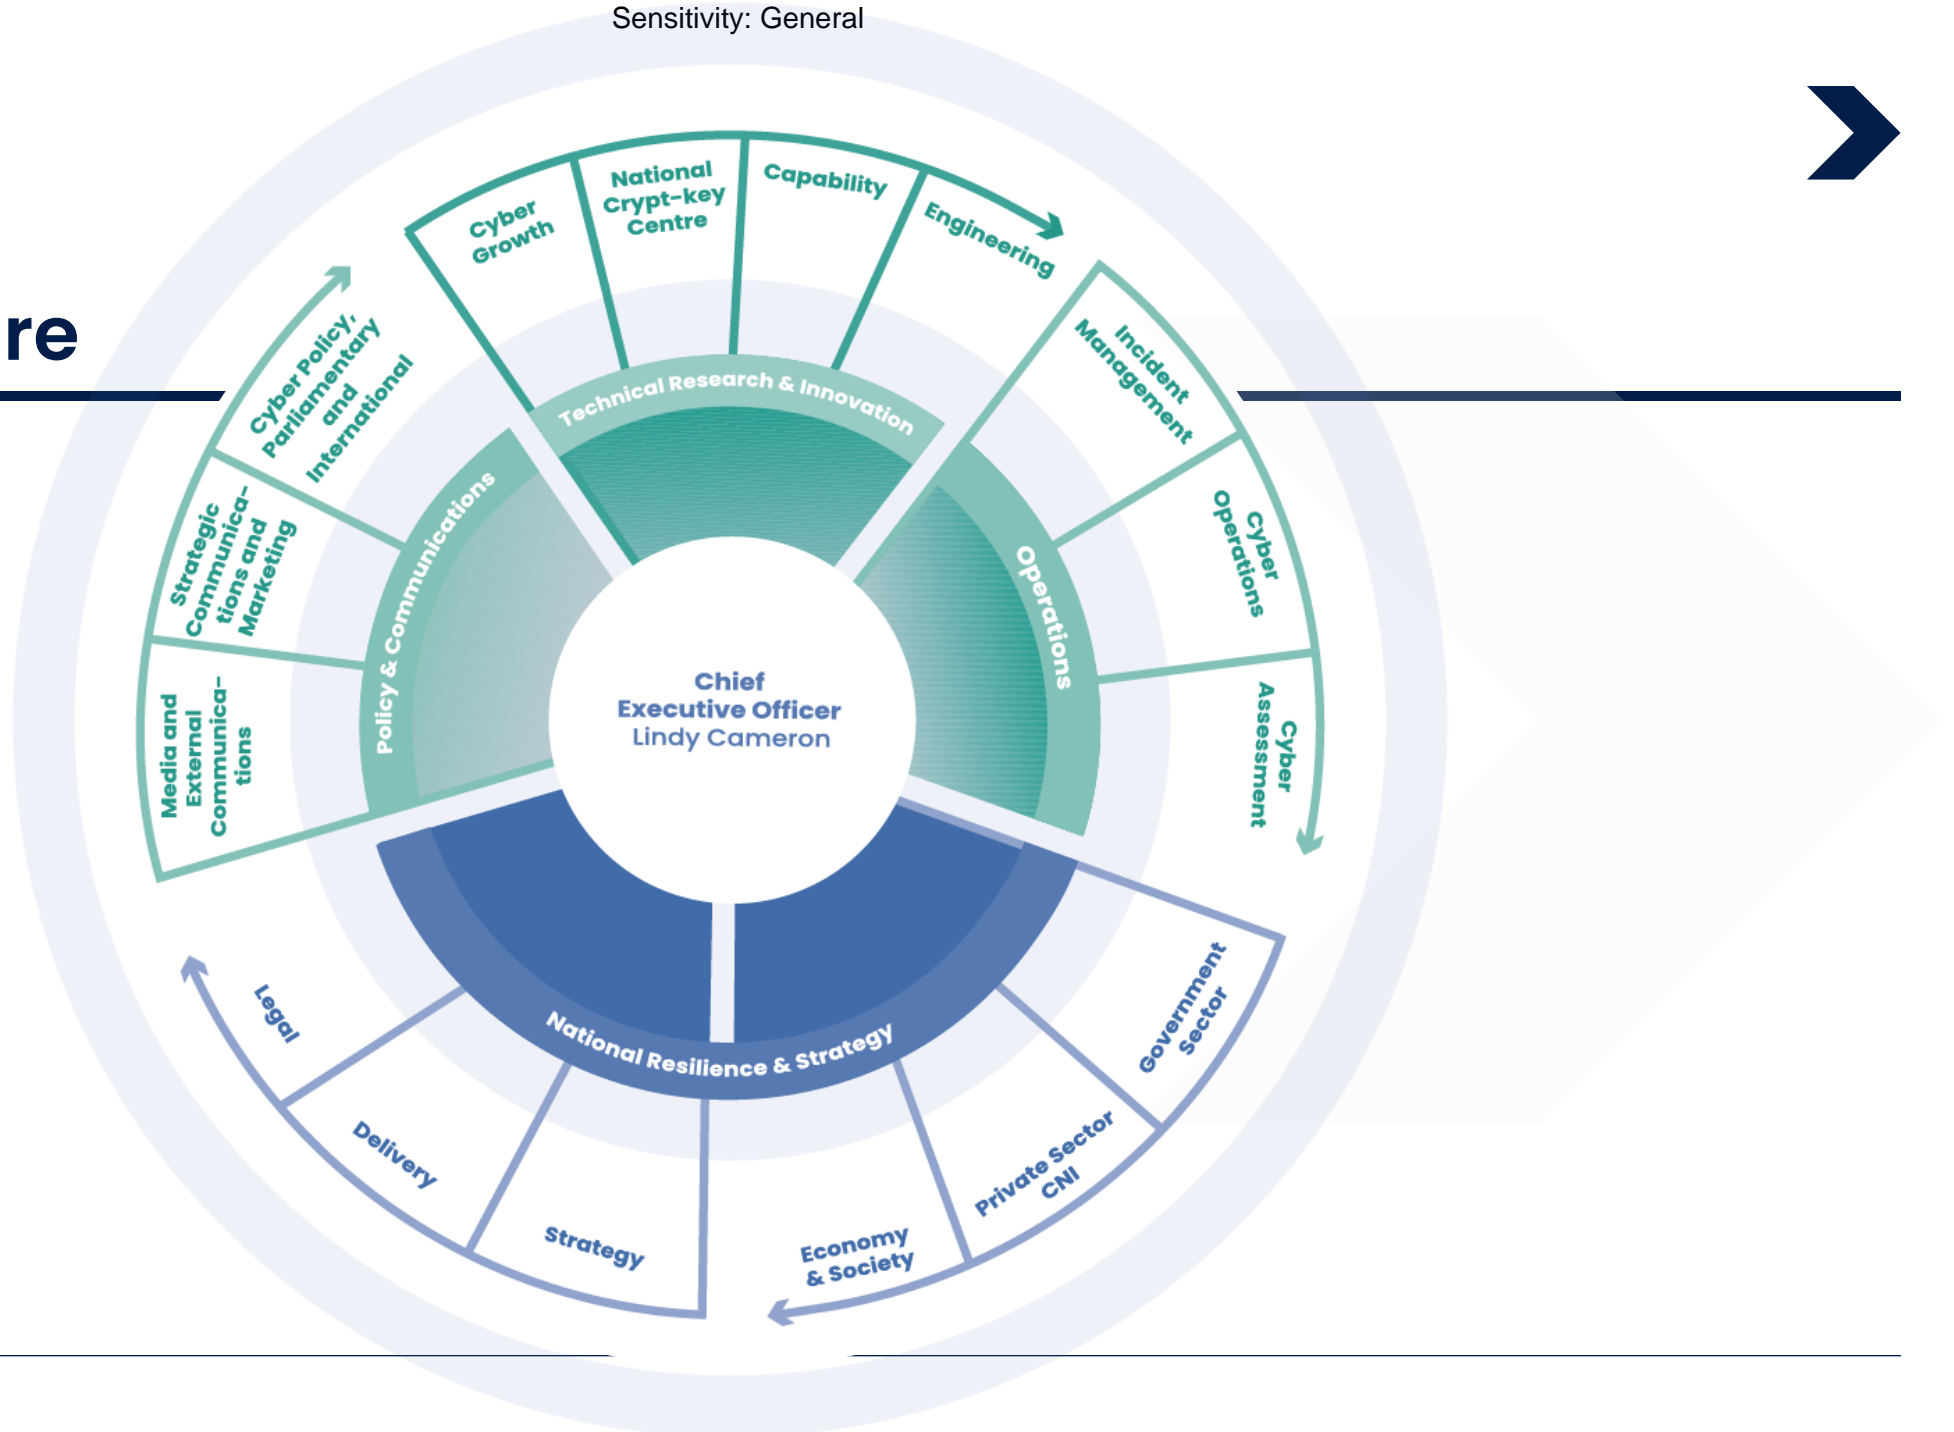 Sensitivity: General
re
Cyber
Growth
National
Crypt-key
Centre
Capability
Engineering
Technical Research & Innovation
Incident
Management
Cyber
Operations
Cyber
Assessment
Operations
Cyber Policy,
Parliamentary
and
International
Strategic
Communica-
tions and
Marketing
Media and
External
Communica-
tions
Policy & Communications
Chief
Executive Officer
Lindy Cameron
Government
Sector
Private Sector
CNI
Economy
& Society
Strategy
Delivery
Legal
National Resilience & Strategy